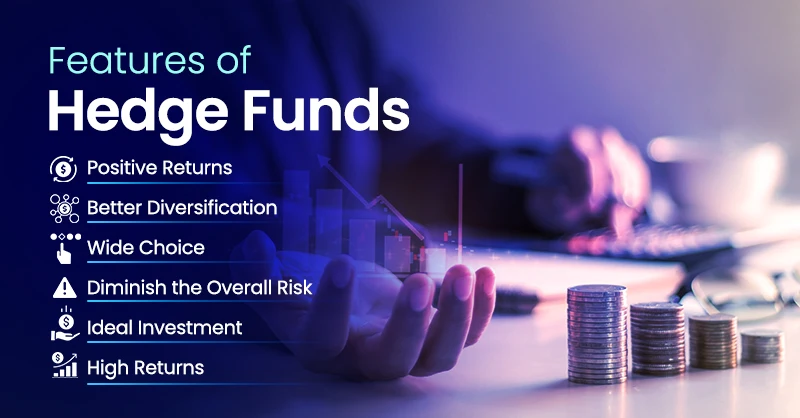 Features of
Hedge Funds
Positive Returns
Better Diversification
Wide Choice
Diminish the Overall Risk
Ideal Investment
High Returns